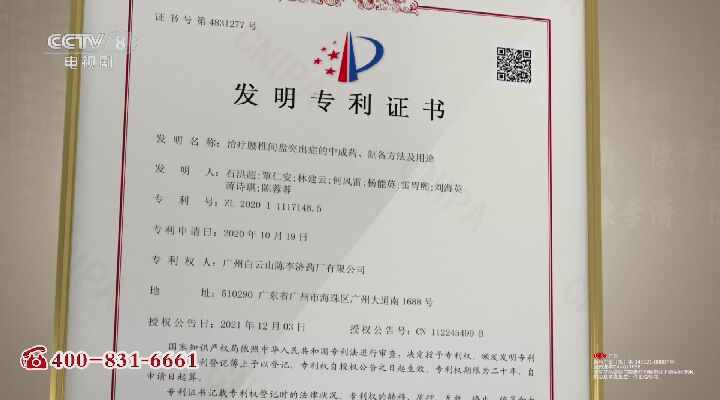 CCTV 8
电视剧
证书号第4831277号
发明专利证书
发明名称:治疗腰椎间盘突出症的中成药、制备方法及用途
发明人:石洪超;覃仁安;林建云;何风雷;杨能英;雷胃熙;刘海英
蒋诗琪;陈蓉蓉
专利号:ZL 2020 1 1117148.5
专利申请日:2020年10月19日
专利权人:广州白云山陈李济药厂有限公司
地址:510290 广东省广州市海珠区广州大道南1688号
授权公告日:2021年12月03日 授权公告号:CN 112245499 B
国家知识产权局依照中华人民共和国专利法进行审查,决定授予专利权,颁发发明专利
登记簿上予以登记。专利权自授权公告之日起生效。专利权期限为二十年,自
申请日起算。
专利证书记载专利权登记时的法律状况。专利权的转移、质押、无效、终止、恢复和
☎400-831-6661
陈李济
CNIPA
广告